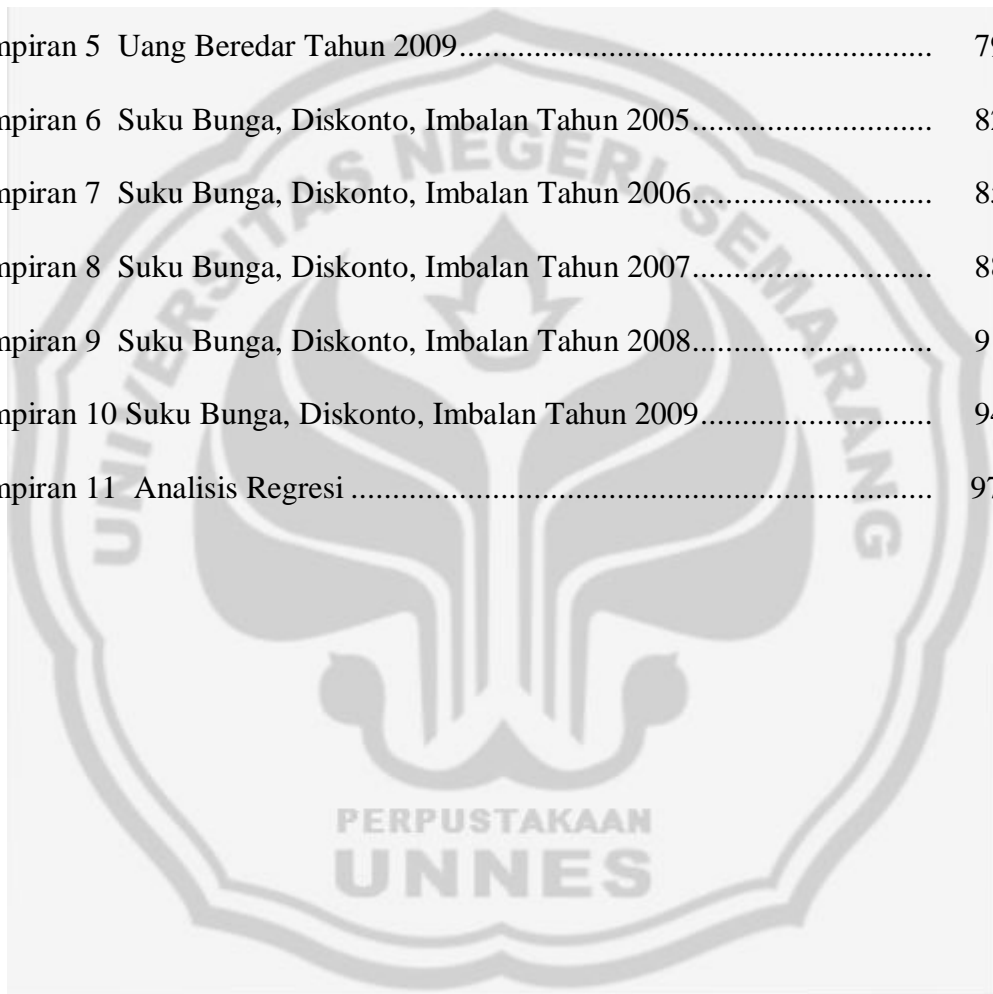 mpiran 5 Uang Beredar Tahun 2009........................................................................ 79
mpiran 6 Suku Bunga, Diskonto, Imbalan Tahun 2005............................
mpiran 7 Suku Bunga, Diskonto, Imbalan Tahun 2006............................
mpiran 8 Suku Bunga, Diskonto, Imbalan Tahun 2007............................
mpiran 9 Suku Bunga, Diskonto, Imbalan Tahun 2008............................ 9
mpiran 10 Suku Bunga, Diskonto, Imbalan Tahun 2009............................ 94
mpiran 11 Analisis Regresi ...................................................................... 97
UNIVERSITAS NEGERI SEMARANG
PERPUSTAKAAN
UNNES